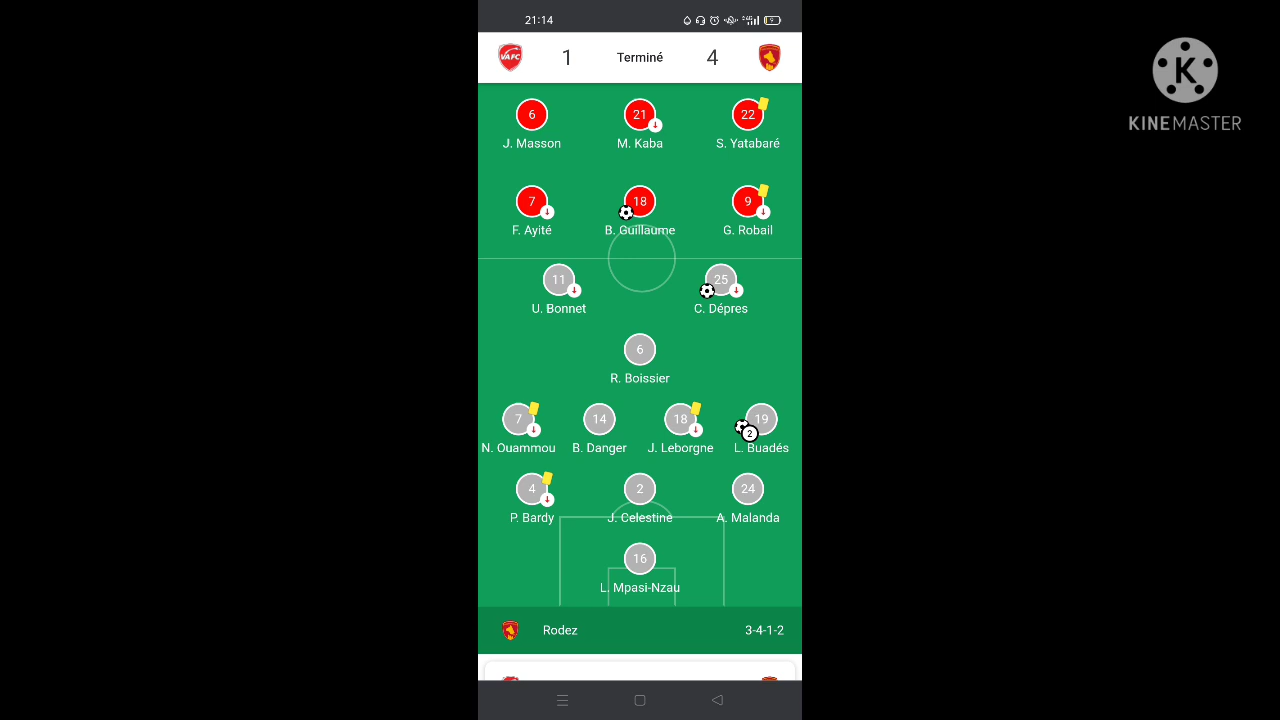 21:14
VAFC 1 Terminé 4
6 21 22
J. Masson M. Kaba S. Yatabaré
7 18 9
F. Ayité B. Guillaume G. Robail
11 25
U. Bonnet C. Dépres
6
R. Boissier
7 14 18 19
2
N. Ouammou B. Danger J. Leborgne L. Buadés
4 2 24
P. Bardy J. Celestine A. Malanda
16
L. Mpasi-Nzau
Rodez 3-4-1-2
K
KINEMASTER